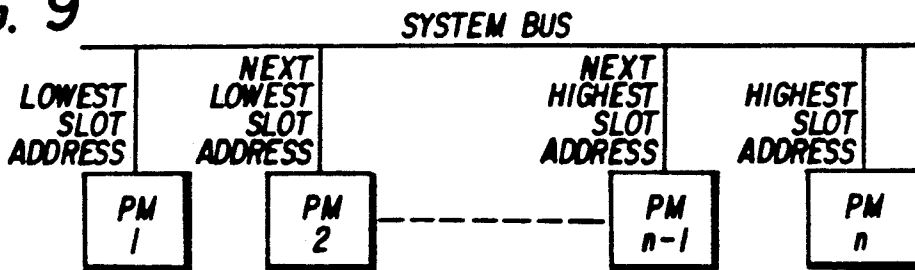 G. 9
SYSTEM BUS
LOWEST
SLOT
ADDRESS
NEXT
LOWEST
SLOT
ADDRESS
NEXT
HIGHEST
SLOT
ADDRESS
HIGHEST
SLOT
ADDRESS
PM
1
PM
2
PM
n-1
PM
n